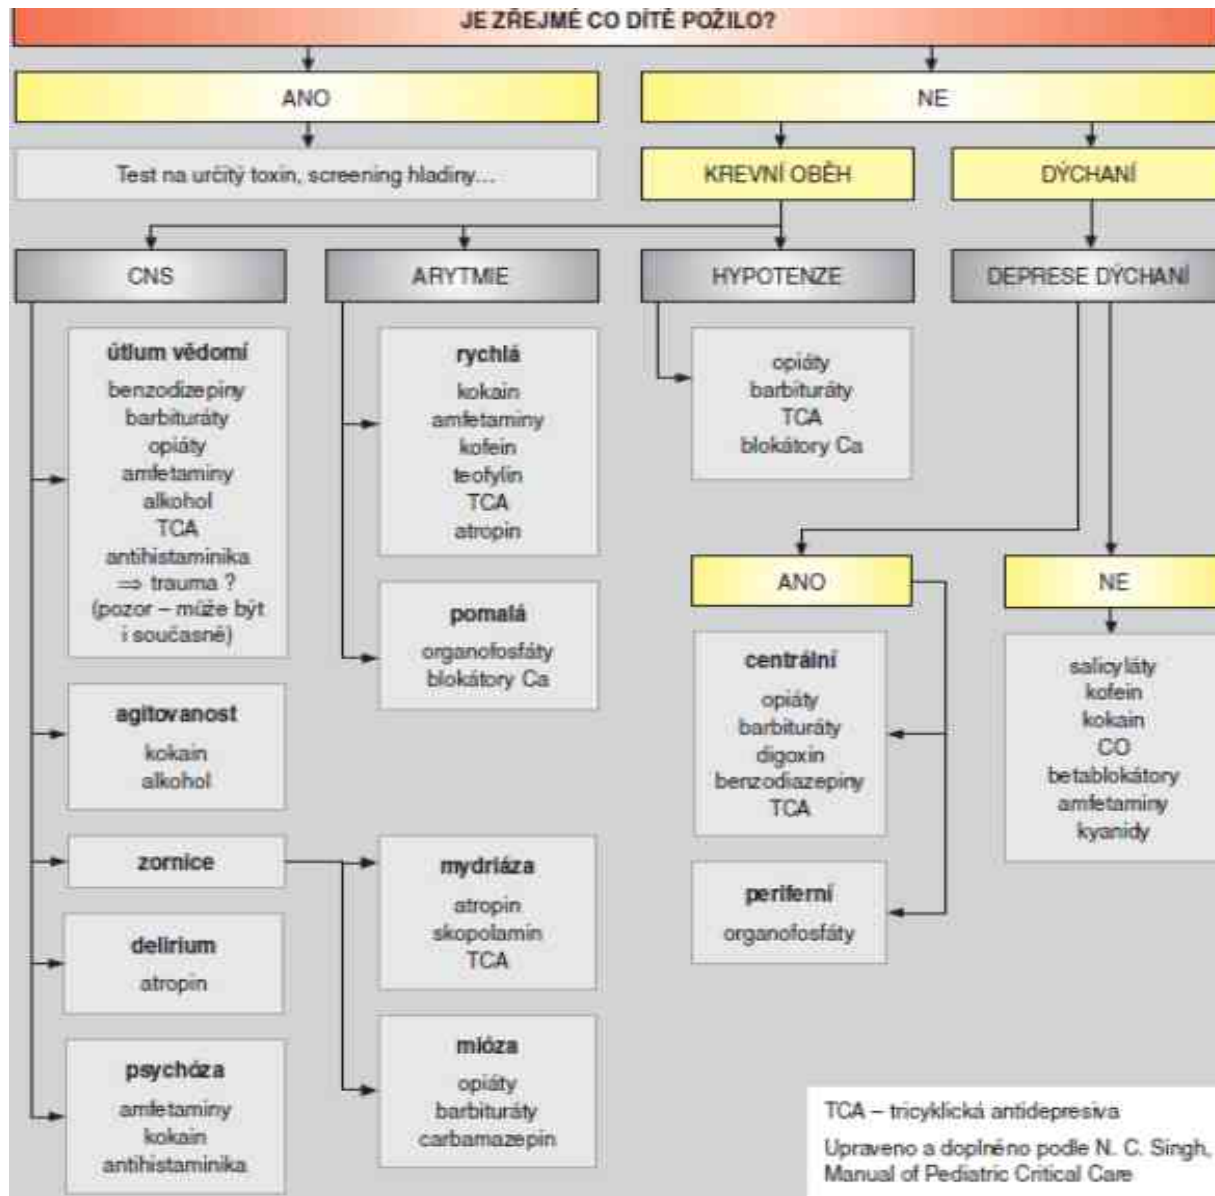 JE ZŘEJMÉ CO DÍTĚ POŽILO?
ANO
NE
Test na určitý toxin, screening hladiny...
KREVNÍ OBĚH
DÝCHANÍ
CNS
ARYTMIE
HYPOTENZE
DEPRESE DÝCHANÍ
útlum vědomí
benzodizepiny
barbituráty
opiáty
amfetaminy
alkohol
TCA
antihistaminika
⇒ trauma ?
(pozor – může být
i současně)
agitovanost
kokain
alkohol
zornice
delirium
atropin
psychóza
amfetaminy
kokain
antihistaminika
rychlá
kokain
amfetaminy
kofein
teofylin
TCA
atropin
pomalá
organofosfáty
blokátory Ca
mydriáza
atropin
skopolamin
TCA
mióza
opiáty
barbituráty
carbamazepin
opiáty
barbituráty
TCA
blokátory Ca
ANO
centrální
opiáty
barbituráty
digoxin
benzodiazepiny
TCA
periferní
organofosfáty
NE
salicyláty
kofein
kokain
CO
betablokátory
amfetaminy
kyanidy
TCA – tricyklická antidepresiva
Upraveno a doplněno podle N. C. Singh,
Manual of Pediatric Critical Care